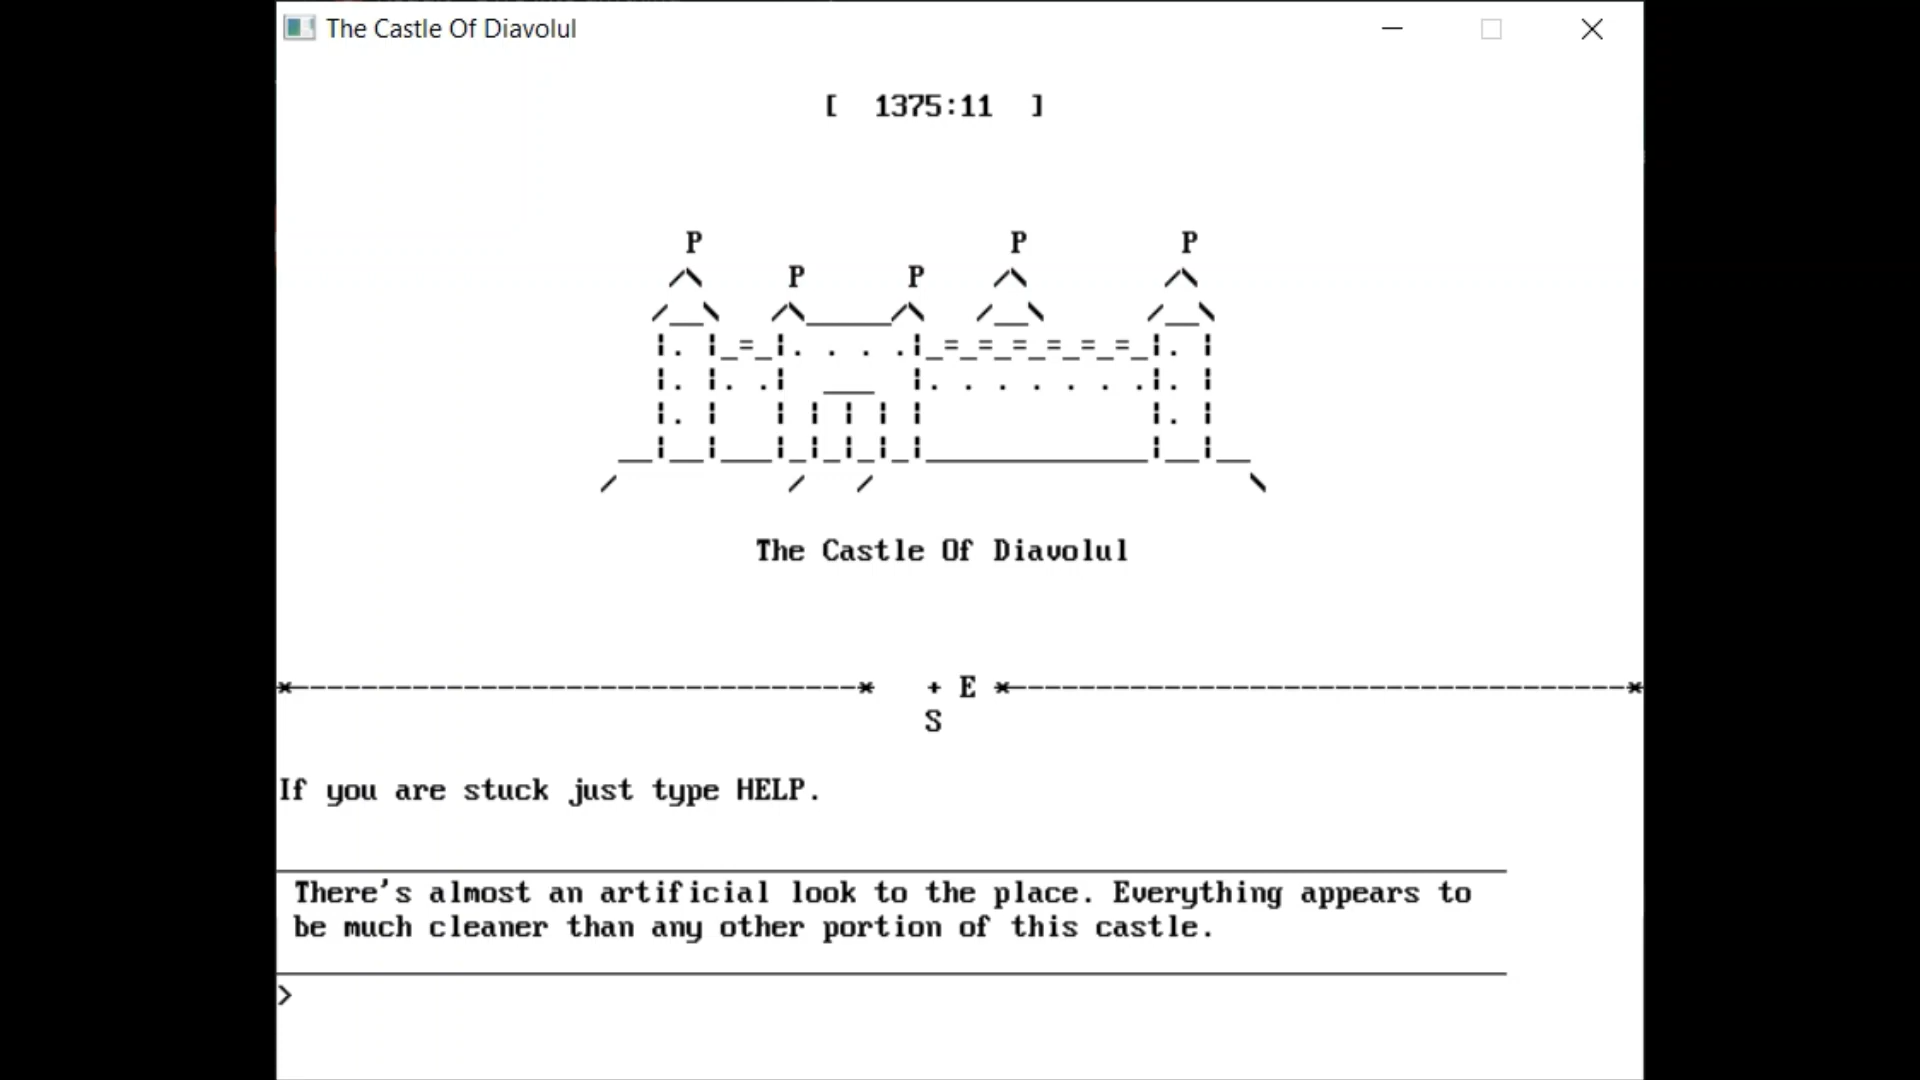 The Castle Of Diavolul
[ 1375:11 ]
P P P
P P
The Castle Of Diavolul
+ E
S
If you are stuck just type HELP.
There's almost an artificial look to the place. Everything appears to
be much cleaner than any other portion of this castle.
>